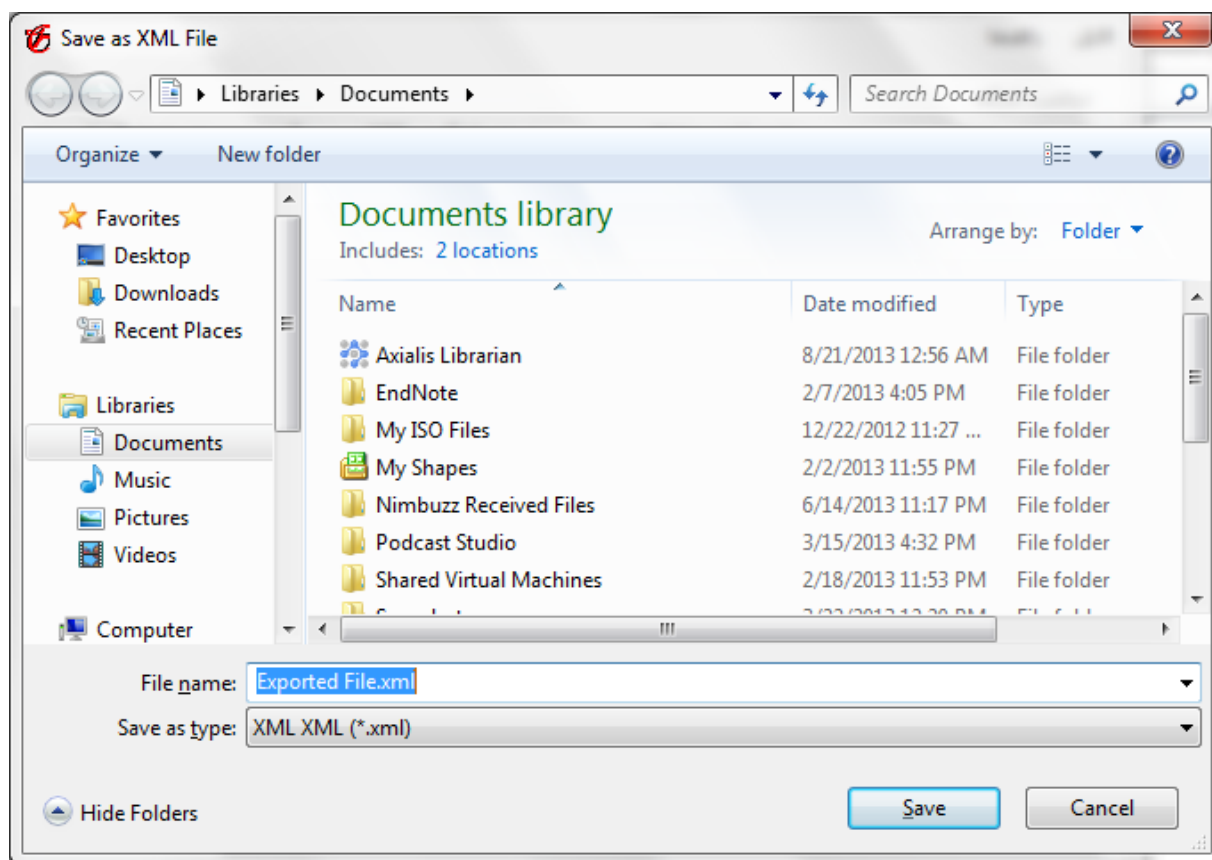 Save as XML File
Libraries Documents
Search Documents
Organize New folder
Favorites
Desktop
Downloads
Recent Places
Libraries
Documents
Music
Pictures
Videos
Computer
Documents library
Includes: 2 locations
Arrange by: Folder
Name Date modified Type
Axialis Librarian 8/21/2013 12:56 AM File folder
EndNote 2/7/2013 4:05 PM File folder
My ISO Files 12/22/2012 11:27 ... File folder
My Shapes 2/2/2013 11:55 PM File folder
Nimbuzz Received Files 6/14/2013 11:17 PM File folder
Podcast Studio 3/15/2013 4:32 PM File folder
Shared Virtual Machines 2/18/2013 11:53 PM File folder
File name: Exported File.xml
Save as type: XML XML (*.xml)
Hide Folders
Save Cancel